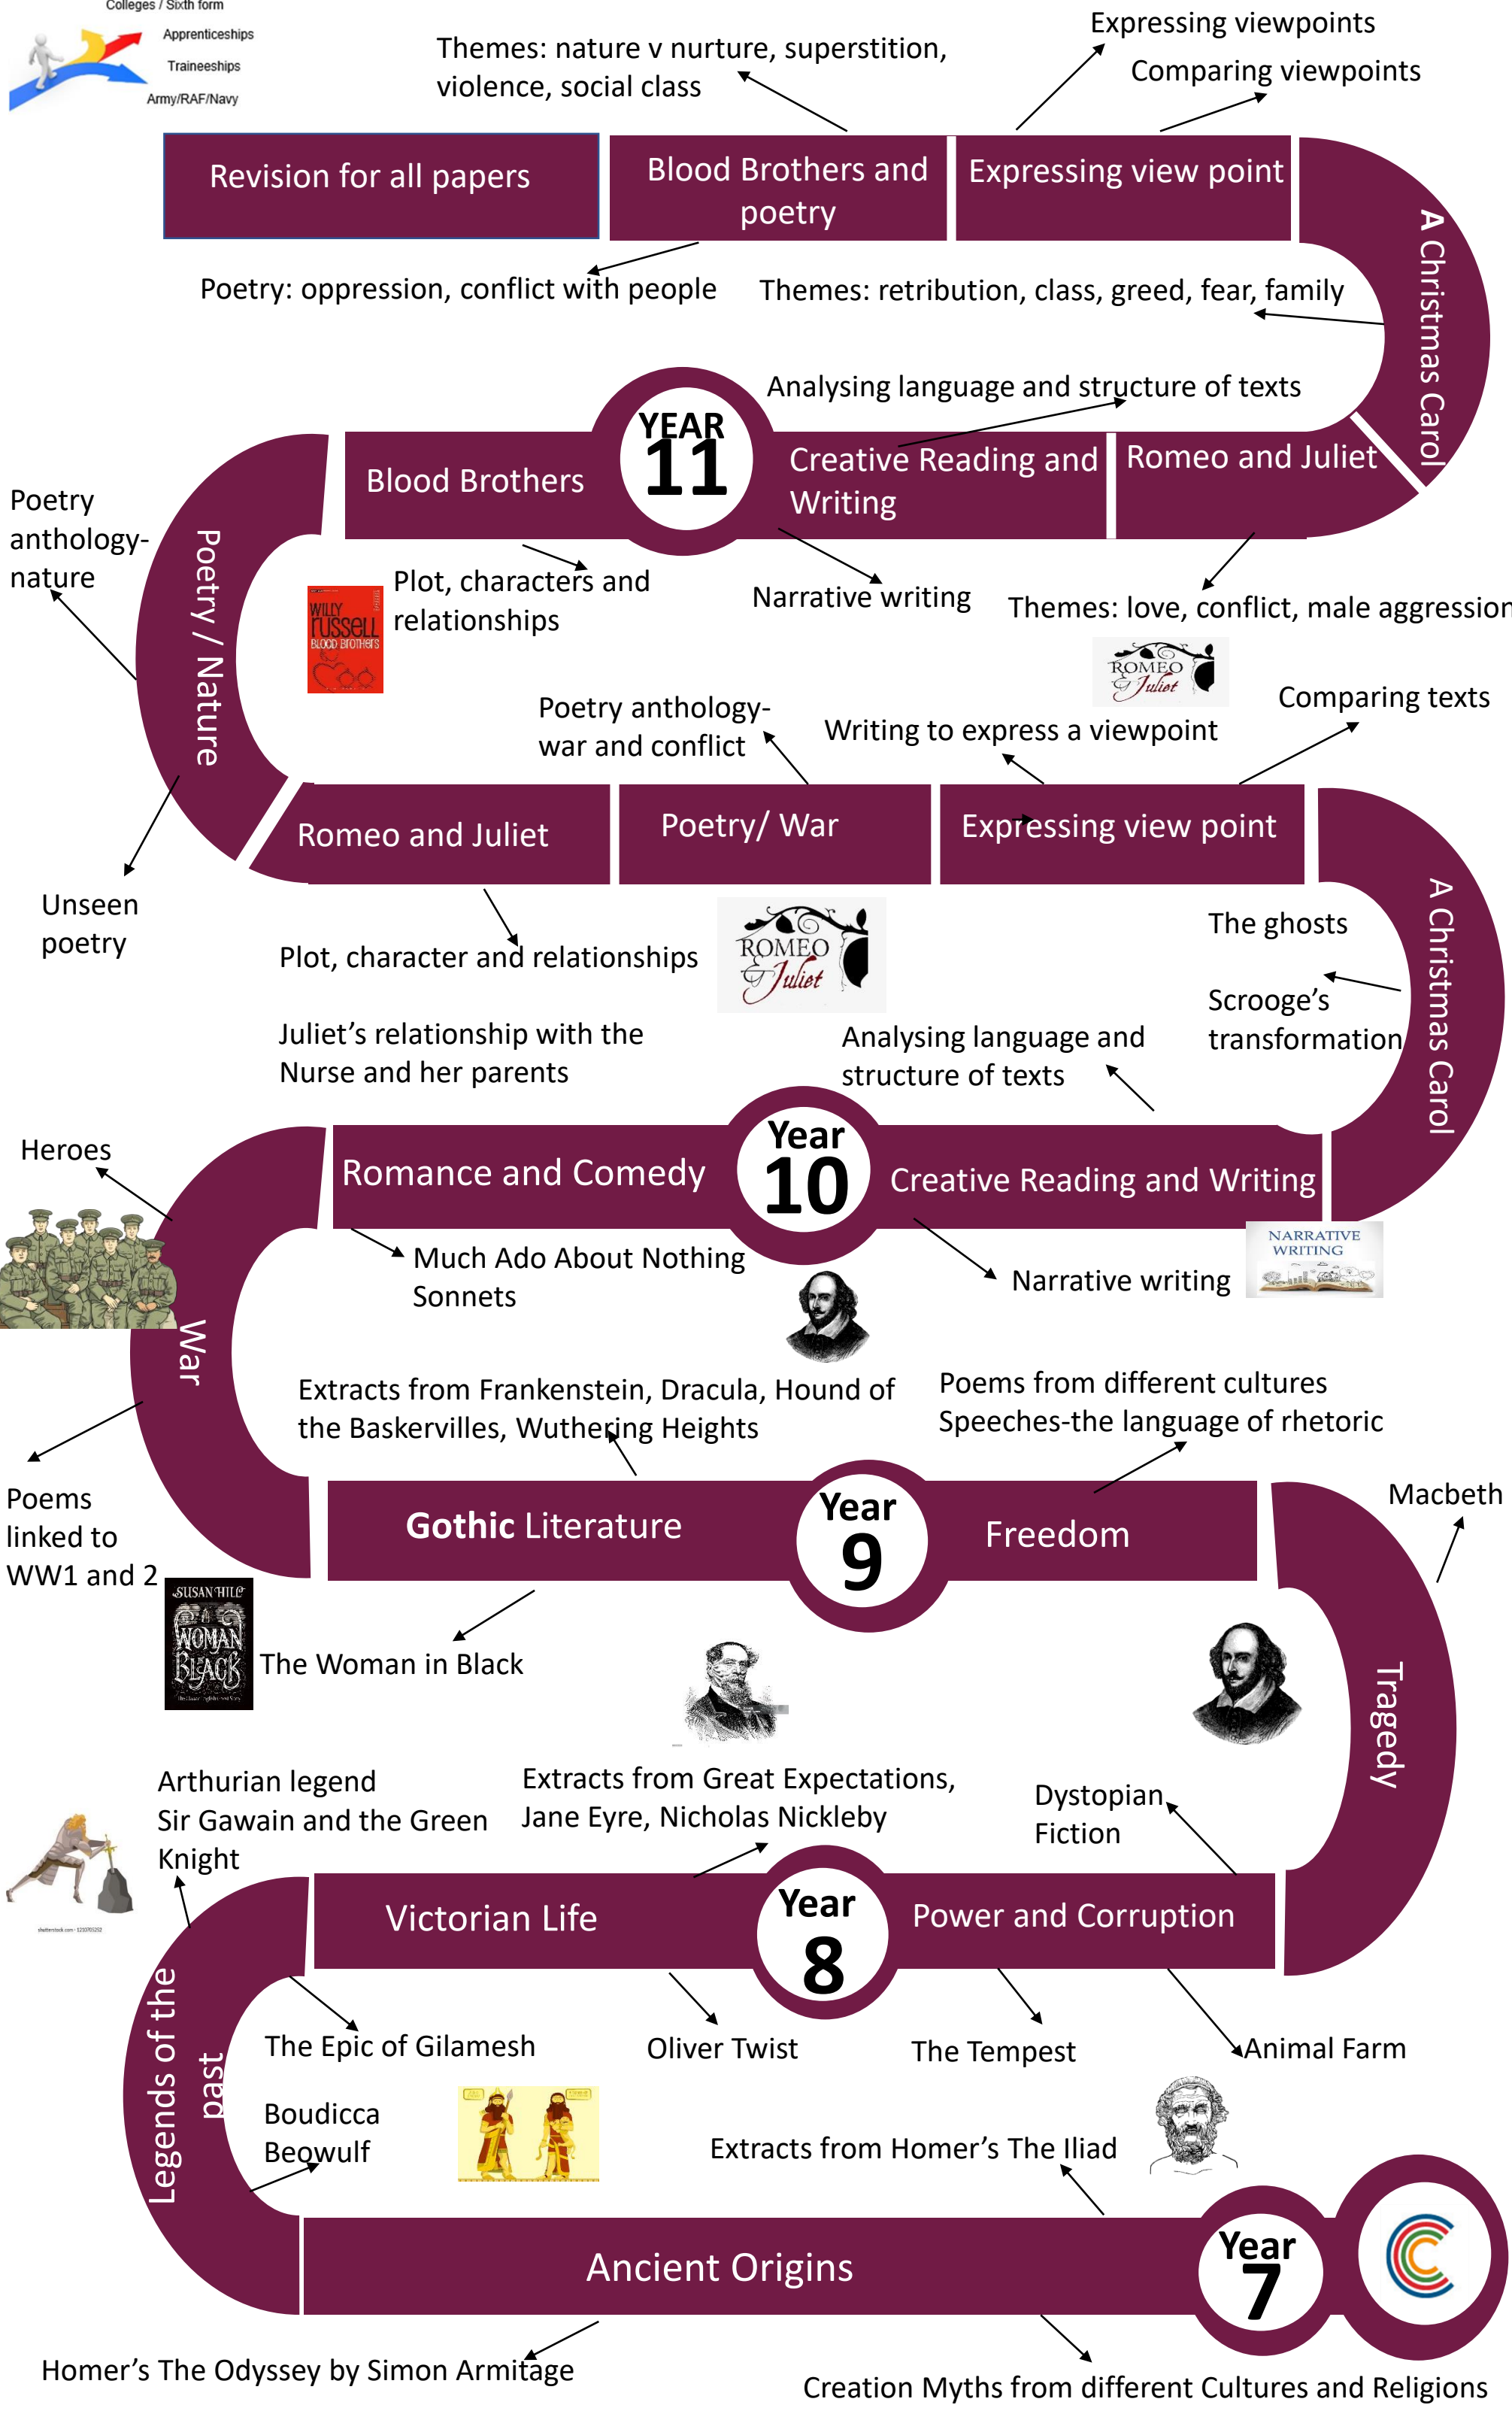 Colleges / Sixth form
Apprenticeships
Traineeships
Army/RAF/Navy
Themes: nature v nurture, superstition,
violence, social class
Expressing viewpoints
Comparing viewpoints
Revision for all papers
Blood Brothers and
poetry
Expressing view point
A Christmas Carol
Poetry: oppression, conflict with people
Themes: retribution, class, greed, fear, family
Analysing language and structure of texts
YEAR
11
Blood Brothers
Creative Reading and
Writing
Romeo and Juliet
Poetry
anthology-
nature
Poetry / Nature
WILLY
RUSSELL
BLOOD BROTHERS
Plot, characters and
relationships
Narrative writing
Themes: love, conflict, male aggression
ROMEO
& Juliet
Poetry anthology-
war and conflict
Writing to express a viewpoint
Comparing texts
Romeo and Juliet
Poetry/ War
Expressing view point
A Christmas Carol
Unseen
poetry
Plot, character and relationships
ROMEO
& Juliet
The ghosts
Scrooge’s
transformation
Juliet’s relationship with the
Nurse and her parents
Analysing language and
structure of texts
Heroes
Romance and Comedy
Year
10
Creative Reading and Writing
NARRATIVE
WRITING
Much Ado About Nothing
Sonnets
Narrative writing
War
Extracts from Frankenstein, Dracula, Hound of
the Baskervilles, Wuthering Heights
Poems from different cultures
Speeches-the language of rhetoric
Poems
linked to
WW1 and 2
Gothic Literature
Year
9
Freedom
Macbeth
SUSAN HILL
WOMAN
BLACK
The Woman in Black
Tragedy
Arthurian legend
Sir Gawain and the Green
Knight
Extracts from Great Expectations,
Jane Eyre, Nicholas Nickleby
Dystopian
Fiction
Victorian Life
Year
8
Power and Corruption
Legends of the
past
The Epic of Gilamesh
Oliver Twist
The Tempest
Animal Farm
Boudicca
Beowulf
Extracts from Homer’s The Iliad
Ancient Origins
Year
7
Homer’s The Odyssey by Simon Armitage
Creation Myths from different Cultures and Religions